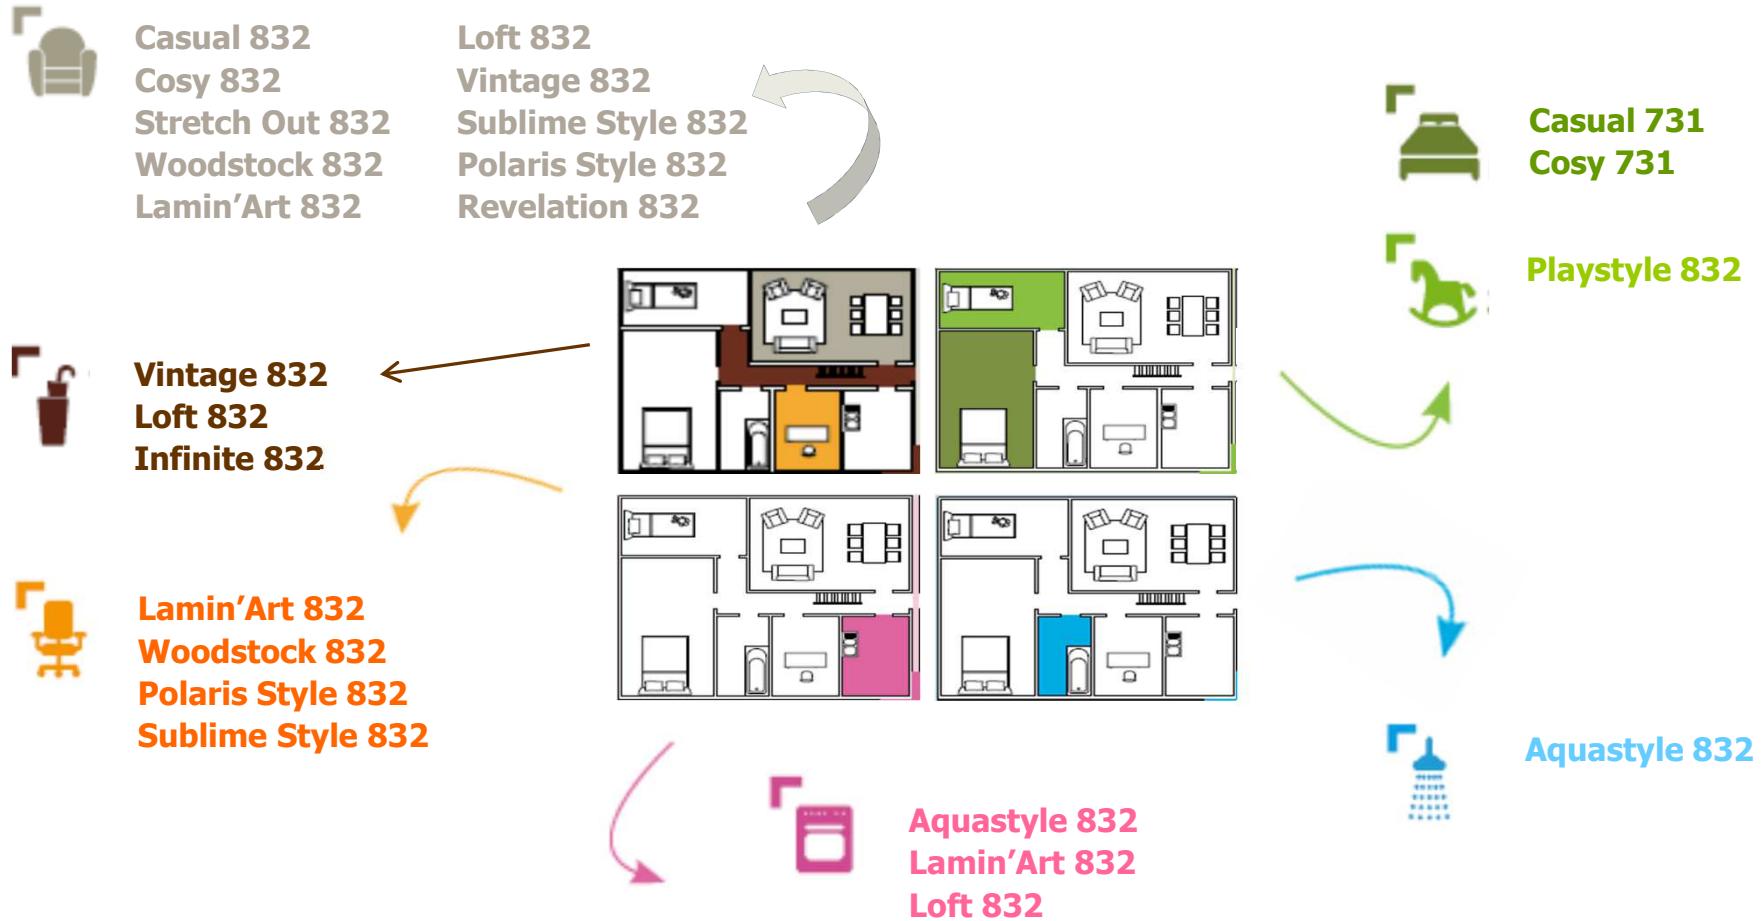 Casual 832
Cosy 832
Stretch Out 832
Woodstock 832
Lamin’Art 832
Loft 832
Vintage 832
Sublime Style 832
Polaris Style 832
Revelation 832
Casual 731
Cosy 731
Playstyle 832
Vintage 832
Loft 832
Infinite 832
Lamin’Art 832
Woodstock 832
Polaris Style 832
Sublime Style 832
Aquastyle 832
Aquastyle 832
Lamin’Art 832
Loft 832